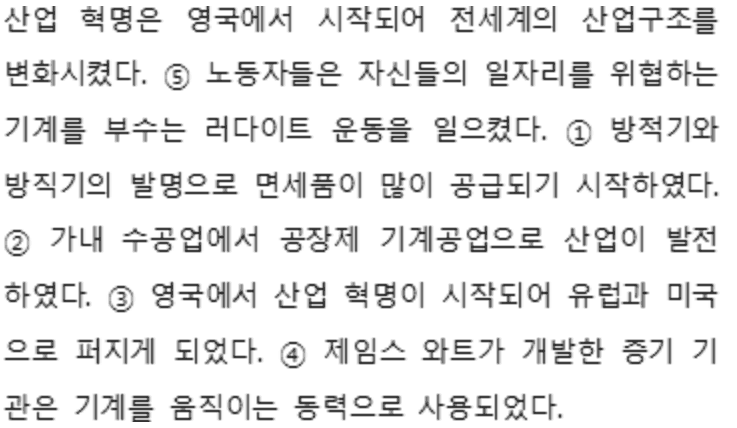 산업 혁명은 영국에서 시작되어 전세계의 산업구조를
변화시켰다. ⑤ 노동자들은 자신들의 일자리를 위협하는
기계를 부수는 러다이트 운동을 일으켰다. ① 방적기와
방직기의 발명으로 면세품이 많이 공급되기 시작하였다.
② 가내 수공업에서 공장제 기계공업으로 산업이 발전
하였다. ③ 영국에서 산업 혁명이 시작되어 유럽과 미국
으로 퍼지게 되었다. ④ 제임스 와트가 개발한 증기 기
관은 기계를 움직이는 동력으로 사용되었다.